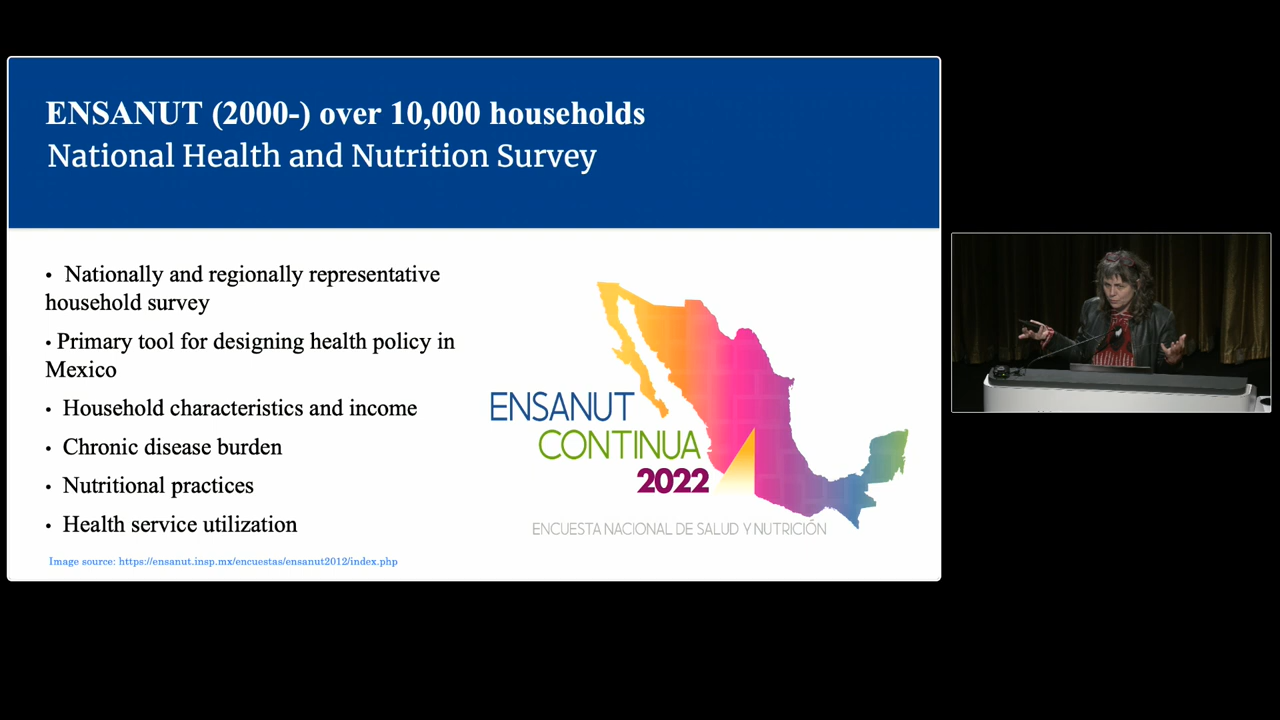 ENSANUT (2000-) over 10,000 households
National Health and Nutrition Survey
• Nationally and regionally representative
household survey
• Primary tool for designing health policy in
Mexico
• Household characteristics and income
• Chronic disease burden
• Nutritional practices
• Health service utilization
Image source: https://ensanut.insp.mx/encuestas/ensanut2012/index.php
ENSANUT
CONTINUA
2022
ENCUESTA NACIONAL DE SALUD Y NUTRICIÓN